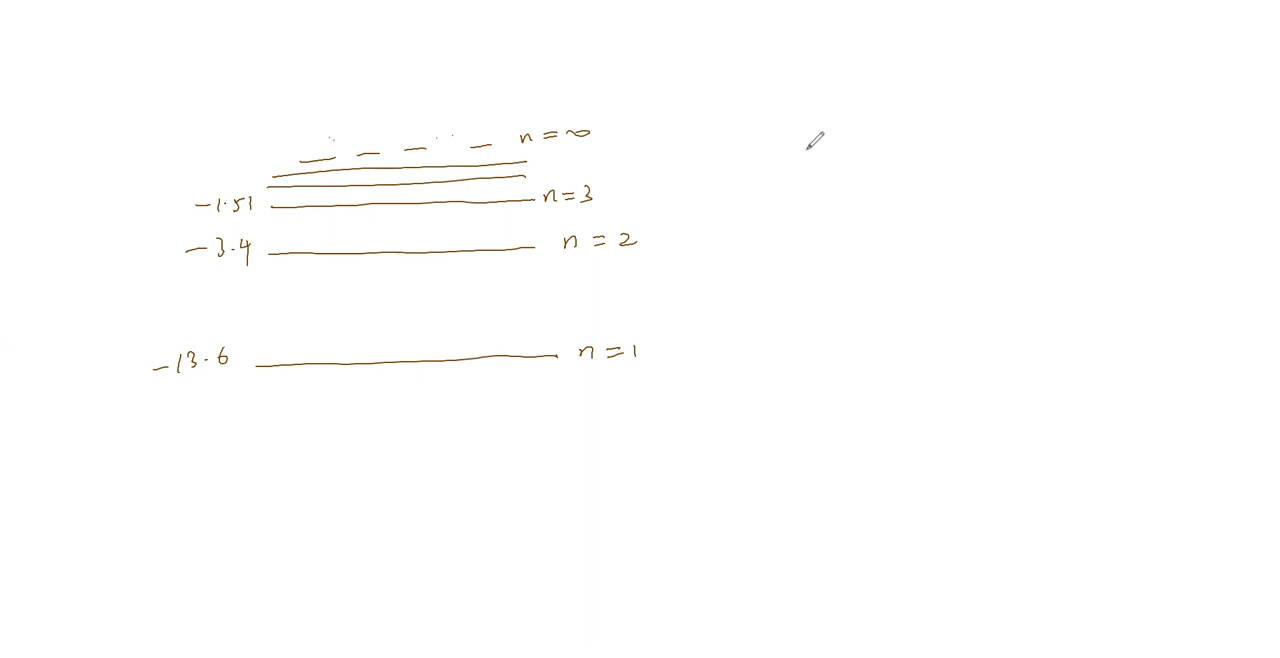 n = ∞
-1.51 n = 3
-3.4 n = 2
-13.6 n = 1